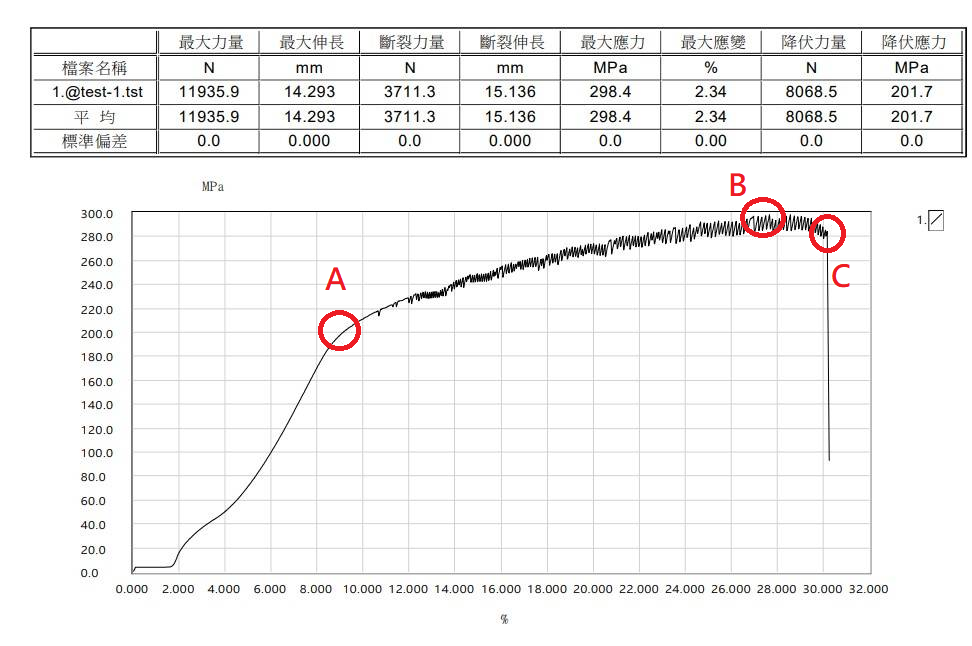 最大力量 最大伸長 斷裂力量 斷裂伸長 最大應力 最大應變 降伏力量 降伏應力
檔案名稱 N mm N mm MPa % N MPa
1.@test-1.tst 11935.9 14.293 3711.3 15.136 298.4 2.34 8068.5 201.7
平 均 11935.9 14.293 3711.3 15.136 298.4 2.34 8068.5 201.7
標準偏差 0.0 0.000 0.0 0.000 0.0 0.00 0.0 0.0
MPa
B
300.0
1.
280.0
C
260.0
A
240.0
220.0
200.0
180.0
160.0
140.0
120.0
100.0
80.0
60.0
40.0
20.0
0.0
0.000 2.000 4.000 6.000 8.000 10.000 12.000 14.000 16.000 18.000 20.000 22.000 24.000 26.000 28.000 30.000 32.000
%